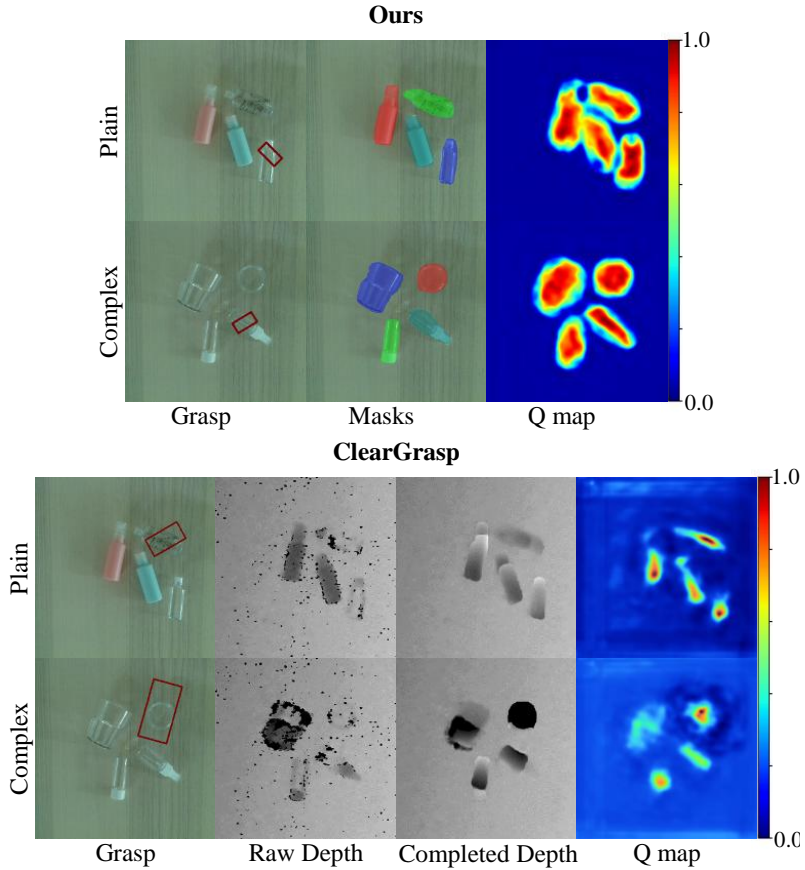 Ours
Plain
1.0
Complex
0.0
Grasp Masks Q map
ClearGrasp
Plain
1.0
Complex
0.0
Grasp Raw Depth Completed Depth Q map